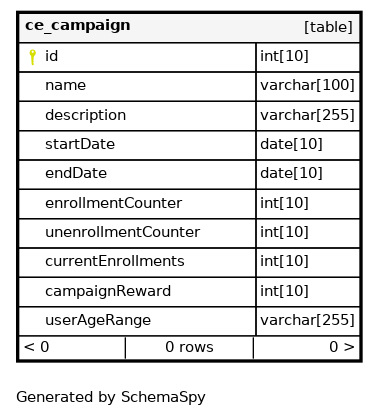 ce_campaign [table]
id int[10]
name varchar[100]
description varchar[255]
startDate date[10]
endDate date[10]
enrollmentCounter int[10]
unenrollmentCounter int[10]
currentEnrollments int[10]
campaignReward int[10]
userAgeRange varchar[255]
< 0 0 rows 0 >
Generated by SchemaSpy